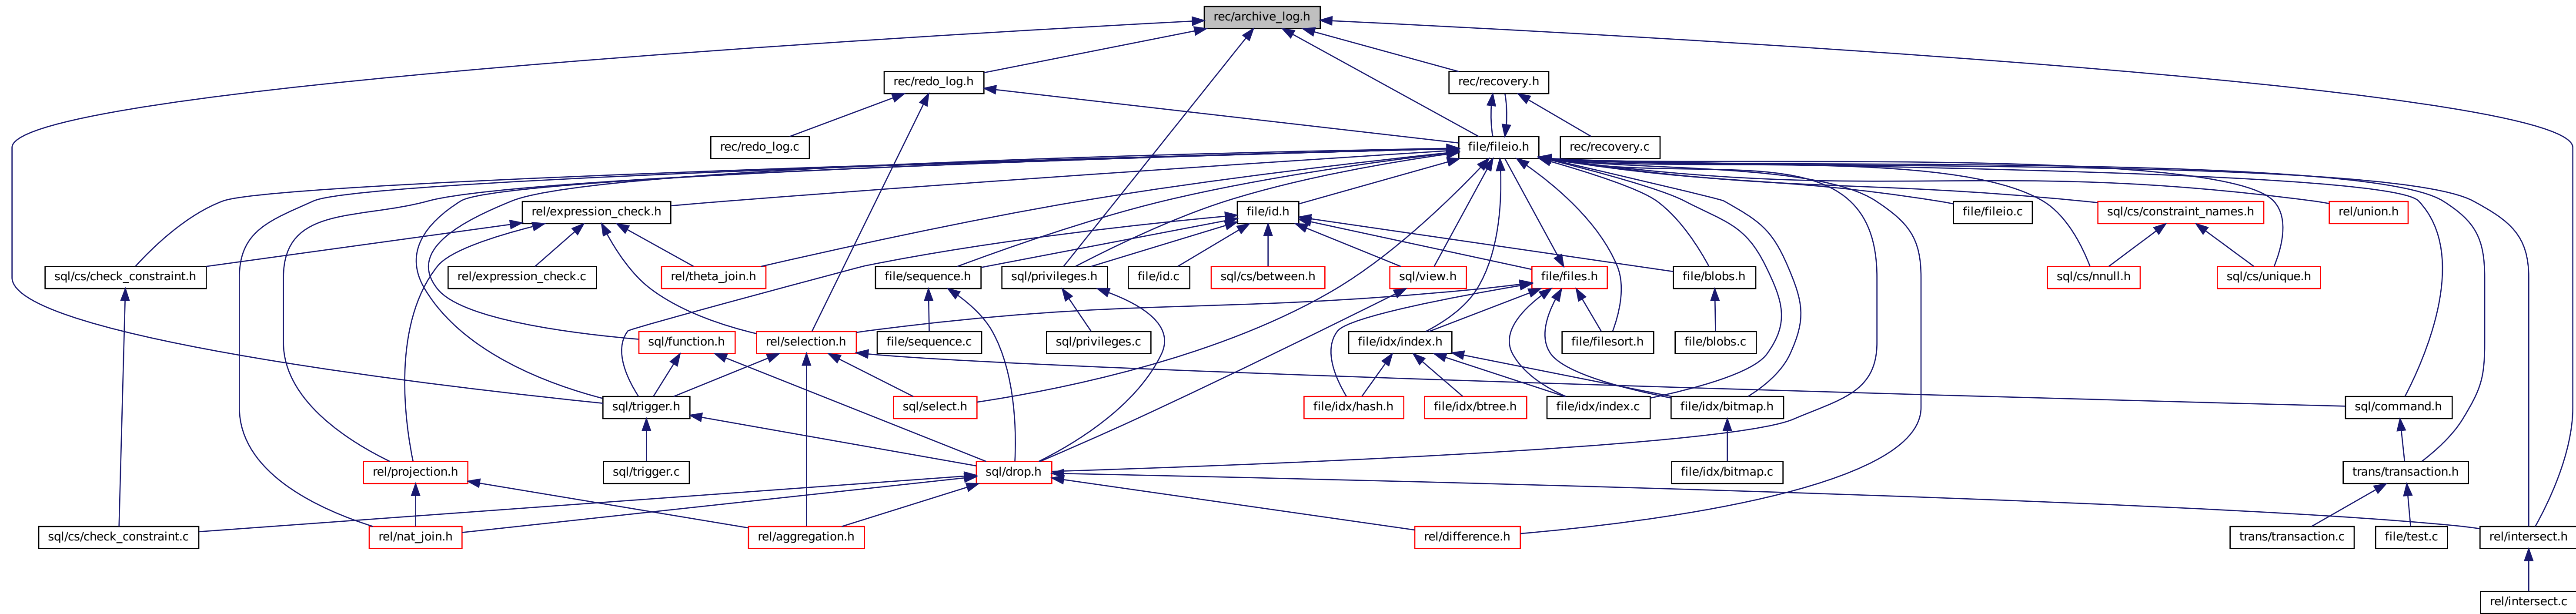 rec/archive_log.h
rec/redo_log.h
rec/recovery.h
rec/redo_log.c
file/fileio.h
rec/recovery.c
rel/expression_check.h
file/id.h
file/fileio.c
sql/cs/constraint_names.h
rel/union.h
sql/cs/check_constraint.h
rel/expression_check.c
rel/theta_join.h
file/sequence.h
sql/privileges.h
file/id.c
sql/cs/between.h
sql/view.h
file/files.h
file/blobs.h
sql/cs/nnull.h
sql/cs/unique.h
sql/function.h
rel/selection.h
file/sequence.c
sql/privileges.c
file/idx/index.h
file/filesort.h
file/blobs.c
sql/trigger.h
sql/select.h
file/idx/hash.h
file/idx/btree.h
file/idx/index.c
file/idx/bitmap.h
sql/command.h
rel/projection.h
sql/trigger.c
sql/drop.h
file/idx/bitmap.c
trans/transaction.h
sql/cs/check_constraint.c
rel/nat_join.h
rel/aggregation.h
rel/difference.h
trans/transaction.c
file/test.c
rel/intersect.h
rel/intersect.c